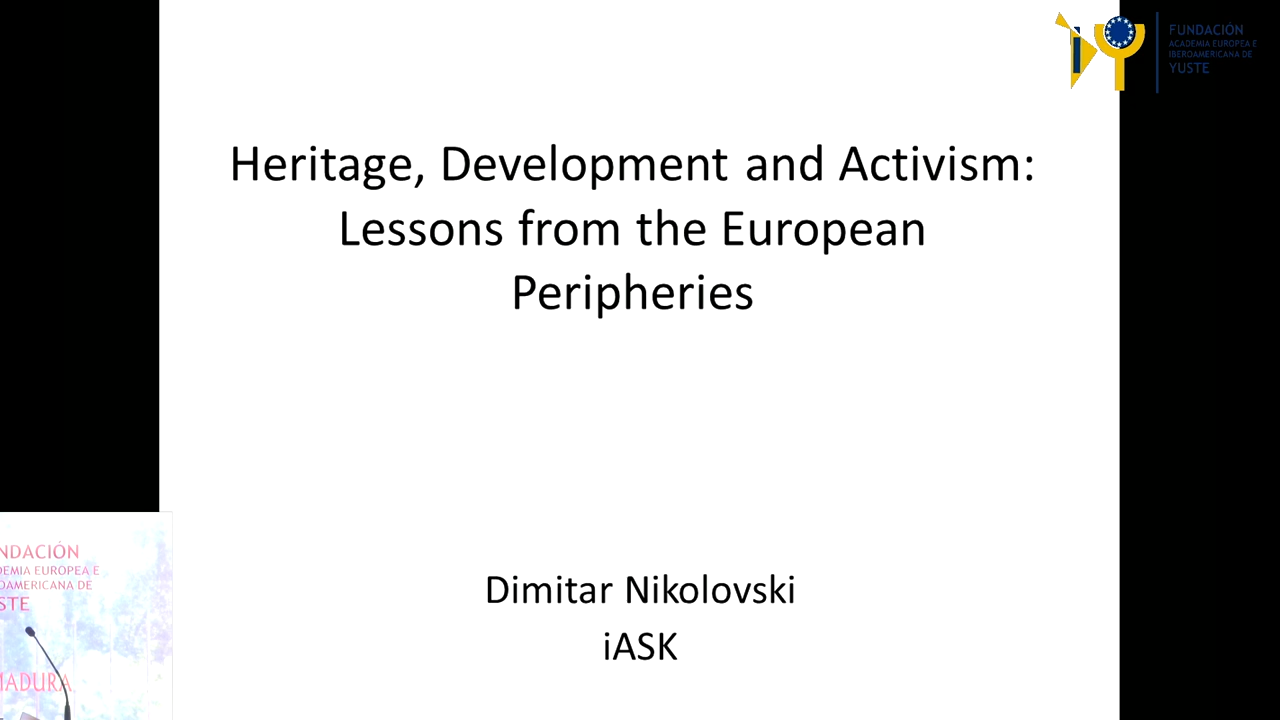 FUNDACIÓN
ACADEMIA EUROPEA E
IBEROAMERICANA DE
YUSTE
Heritage, Development and Activism:
Lessons from the European
Peripheries
Dimitar Nikolovski
iASK
NDACIÓN
DEMIA EUROPEA E
OAMERICANA DE
STE
MADURA